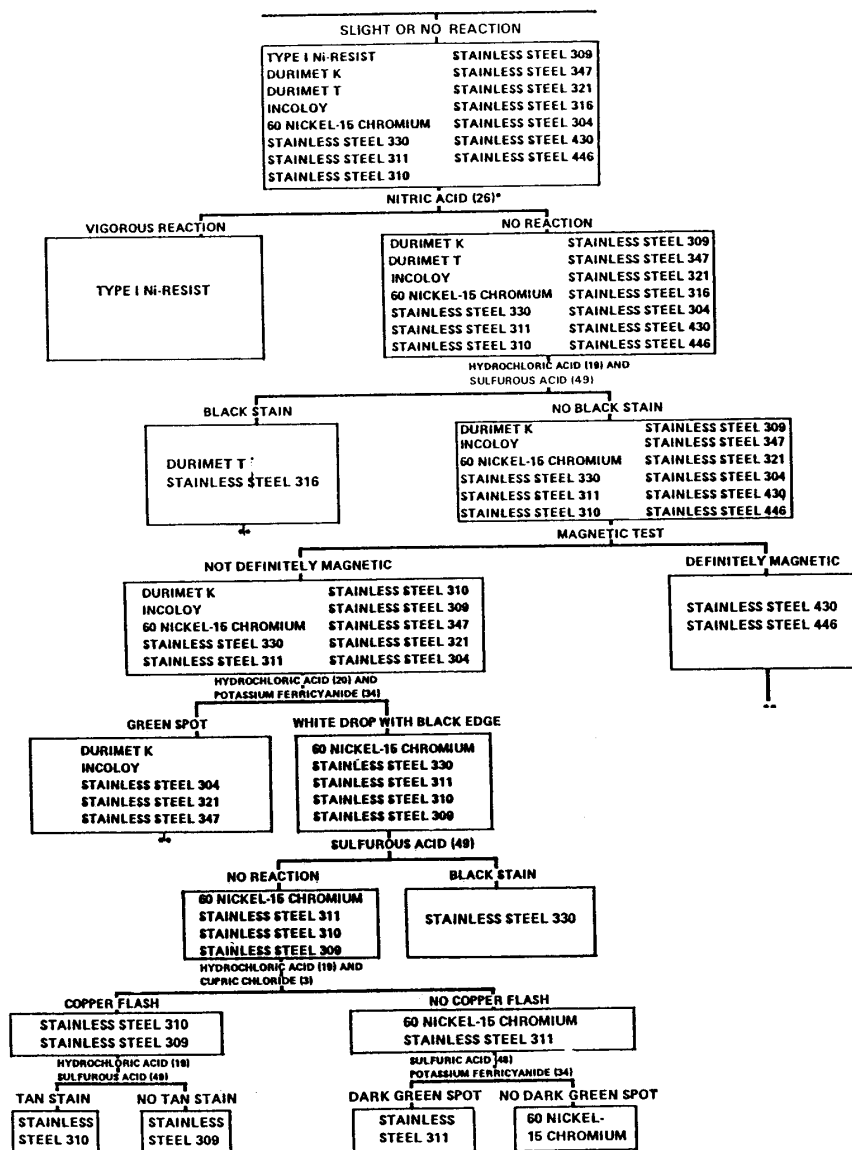 SLIGHT OR NO REACTION
TYPE I Ni-RESIST STAINLESS STEEL 309
DURIMET K STAINLESS STEEL 347
DURIMET T STAINLESS STEEL 321
INCOLOY STAINLESS STEEL 316
60 NICKEL-15 CHROMIUM STAINLESS STEEL 304
STAINLESS STEEL 330 STAINLESS STEEL 430
STAINLESS STEEL 311 STAINLESS STEEL 446
STAINLESS STEEL 310
NITRIC ACID (26)*
VIGOROUS REACTION
TYPE I Ni-RESIST
NO REACTION
DURIMET K STAINLESS STEEL 309
DURIMET T STAINLESS STEEL 347
INCOLOY STAINLESS STEEL 321
60 NICKEL-15 CHROMIUM STAINLESS STEEL 316
STAINLESS STEEL 330 STAINLESS STEEL 304
STAINLESS STEEL 311 STAINLESS STEEL 430
STAINLESS STEEL 310 STAINLESS STEEL 446
HYDROCHLORIC ACID (19) AND
SULFUROUS ACID (49)
BLACK STAIN
DURIMET T
STAINLESS STEEL 316
NO BLACK STAIN
DURIMET K STAINLESS STEEL 309
INCOLOY STAINLESS STEEL 347
60 NICKEL-15 CHROMIUM STAINLESS STEEL 321
STAINLESS STEEL 330 STAINLESS STEEL 304
STAINLESS STEEL 311 STAINLESS STEEL 430
STAINLESS STEEL 310 STAINLESS STEEL 446
MAGNETIC TEST
NOT DEFINITELY MAGNETIC
DURIMET K STAINLESS STEEL 310
INCOLOY STAINLESS STEEL 309
60 NICKEL-15 CHROMIUM STAINLESS STEEL 347
STAINLESS STEEL 330 STAINLESS STEEL 321
STAINLESS STEEL 311 STAINLESS STEEL 304
DEFINITELY MAGNETIC
STAINLESS STEEL 430
STAINLESS STEEL 446
HYDROCHLORIC ACID (20) AND
POTASSIUM FERRICYANIDE (34)
GREEN SPOT
DURIMET K
INCOLOY
STAINLESS STEEL 304
STAINLESS STEEL 321
STAINLESS STEEL 347
WHITE DROP WITH BLACK EDGE
60 NICKEL-15 CHROMIUM
STAINLESS STEEL 330
STAINLESS STEEL 311
STAINLESS STEEL 310
STAINLESS STEEL 309
SULFUROUS ACID (49)
NO REACTION
60 NICKEL-15 CHROMIUM
STAINLESS STEEL 311
STAINLESS STEEL 310
STAINLESS STEEL 309
BLACK STAIN
STAINLESS STEEL 330
HYDROCHLORIC ACID (19) AND
CUPRIC CHLORIDE (3)
COPPER FLASH
STAINLESS STEEL 310
STAINLESS STEEL 309
NO COPPER FLASH
60 NICKEL-15 CHROMIUM
STAINLESS STEEL 311
HYDROCHLORIC ACID (19)
SULFUROUS ACID (49)
SULFURIC ACID (48)
POTASSIUM FERRICYANIDE (34)
TAN STAIN
STAINLESS
STEEL 310
NO TAN STAIN
STAINLESS
STEEL 309
DARK GREEN SPOT
STAINLESS
STEEL 311
NO DARK GREEN SPOT
60 NICKEL-
15 CHROMIUM